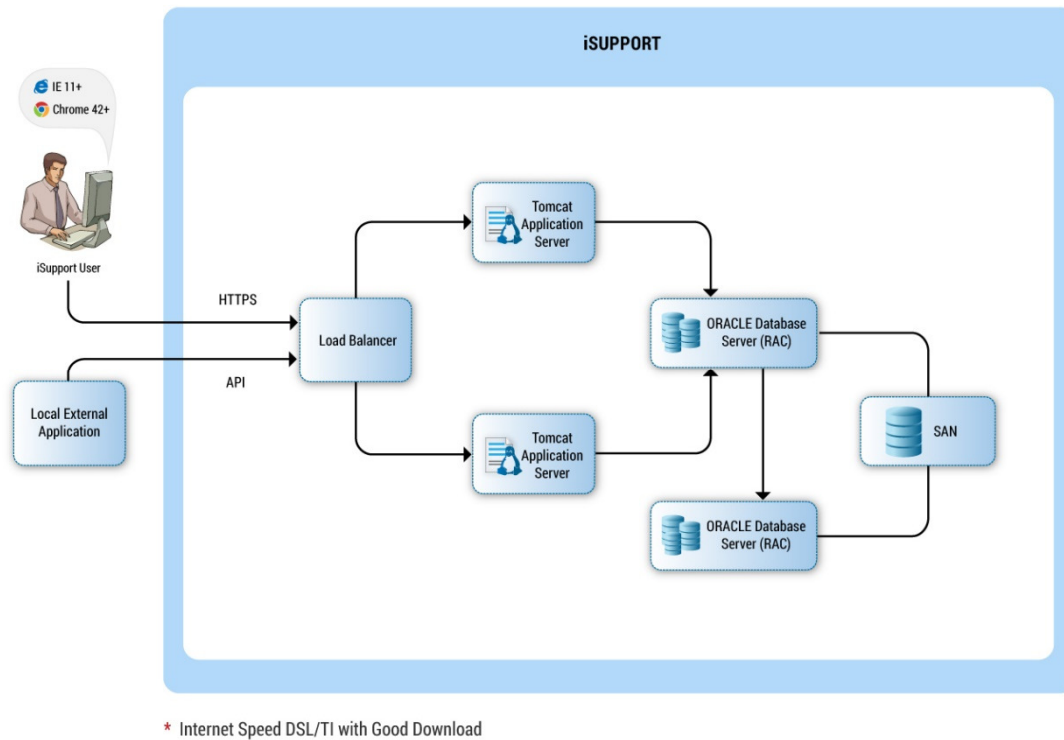 iSUPPORT
IE 11+
Chrome 42+
iSupport User
HTTPS
API
Local External
Application
Load Balancer
Tomcat
Application
Server
Tomcat
Application
Server
ORACLE Database
Server (RAC)
ORACLE Database
Server (RAC)
SAN
* Internet Speed DSL/TI with Good Download